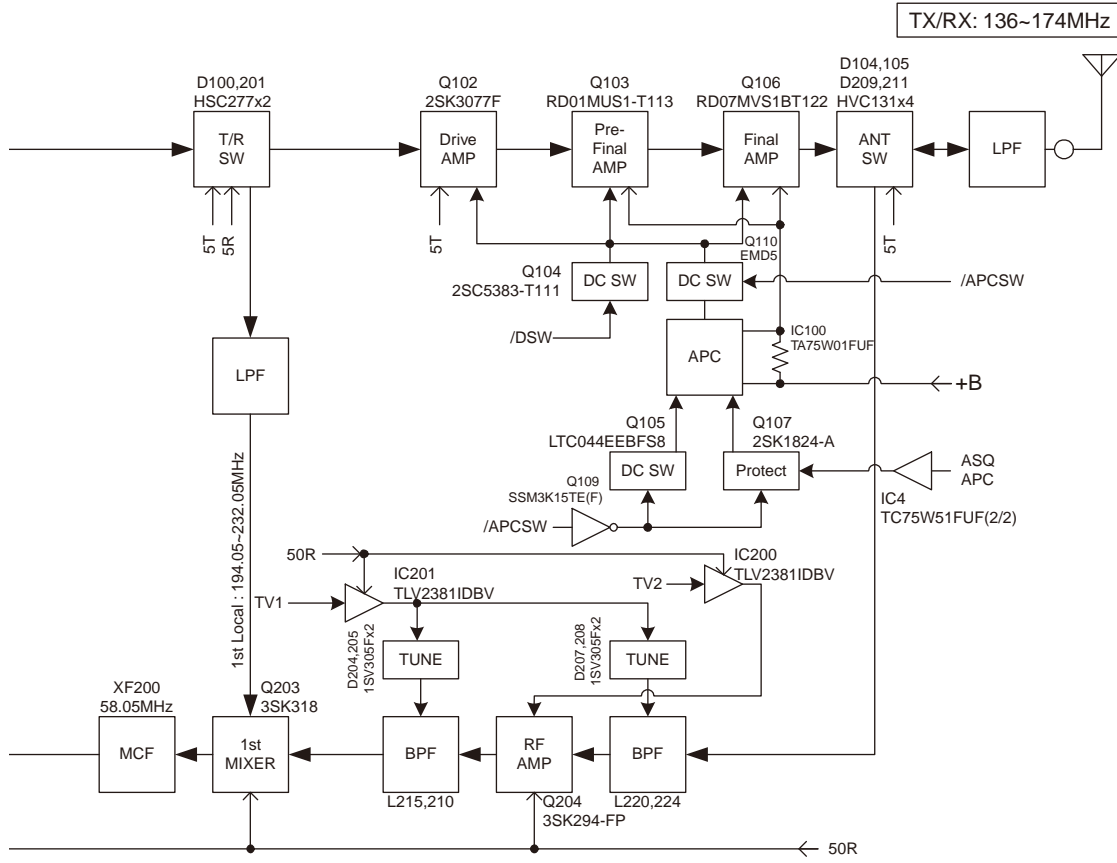 TX/RX: 136~174MHz
D100,201
HSC277x2
T/R
SW
Q102
2SK3077F
Drive
AMP
Q103
RD01MUS1-T113
Pre-
Final
AMP
Q106
RD07MVS1BT122
Final
AMP
D104,105
D209,211
HVC131x4
ANT
SW
LPF
5T
5R
5T
5T
Q104
2SC5383-T111
DC SW
Q110
EMD5
DC SW
/APCSW
/DSW
APC
IC100
TA75W01FUF
+B
LPF
Q105
LTC044EEBFS8
DC SW
Q107
2SK1824-A
Protect
ASQ
APC
IC4
TC75W51FUF(2/2)
Q109
SSM3K15TE(F)
/APCSW
1st Local : 194.05~232.05MHz
50R
IC201
TLV2381IDBV
TV1
IC200
TLV2381IDBV
TV2
D204,205
1SV305Fx2
TUNE
D207,208
1SV305Fx2
TUNE
XF200
58.05MHz
MCF
Q203
3SK318
1st
MIXER
BPF
L215,210
RF
AMP
Q204
3SK294-FP
BPF
L220,224
50R